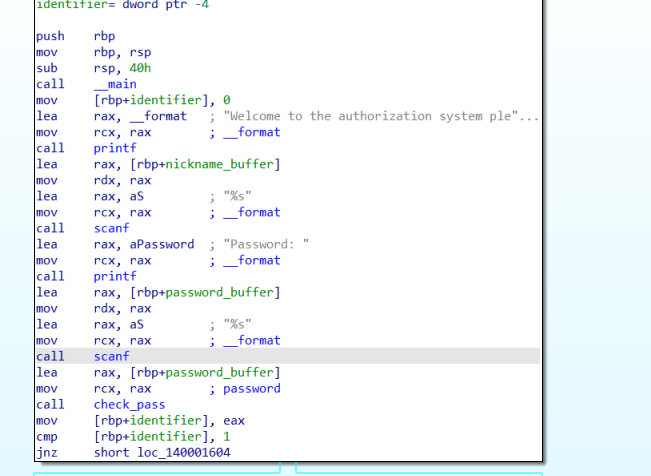 identifier= dword ptr -4
push rbp
mov rbp, rsp
sub rsp, 40h
call __main
mov [rbp+identifier], 0
lea rax, __format ; "Welcome to the authorization system ple"...
mov rcx, rax ; __format
call printf
lea rax, [rbp+nickname_buffer]
mov rdx, rax
lea rax, aS ; "%s"
mov rcx, rax ; __format
call scanf
lea rax, aPassword ; "Password: "
mov rcx, rax ; __format
call printf
lea rax, [rbp+password_buffer]
mov rdx, rax
lea rax, aS ; "%s"
mov rcx, rax ; __format
call scanf
lea rax, [rbp+password_buffer]
mov rcx, rax ; password
call check_pass
mov [rbp+identifier], eax
cmp [rbp+identifier], 1
jnz short loc_140001604